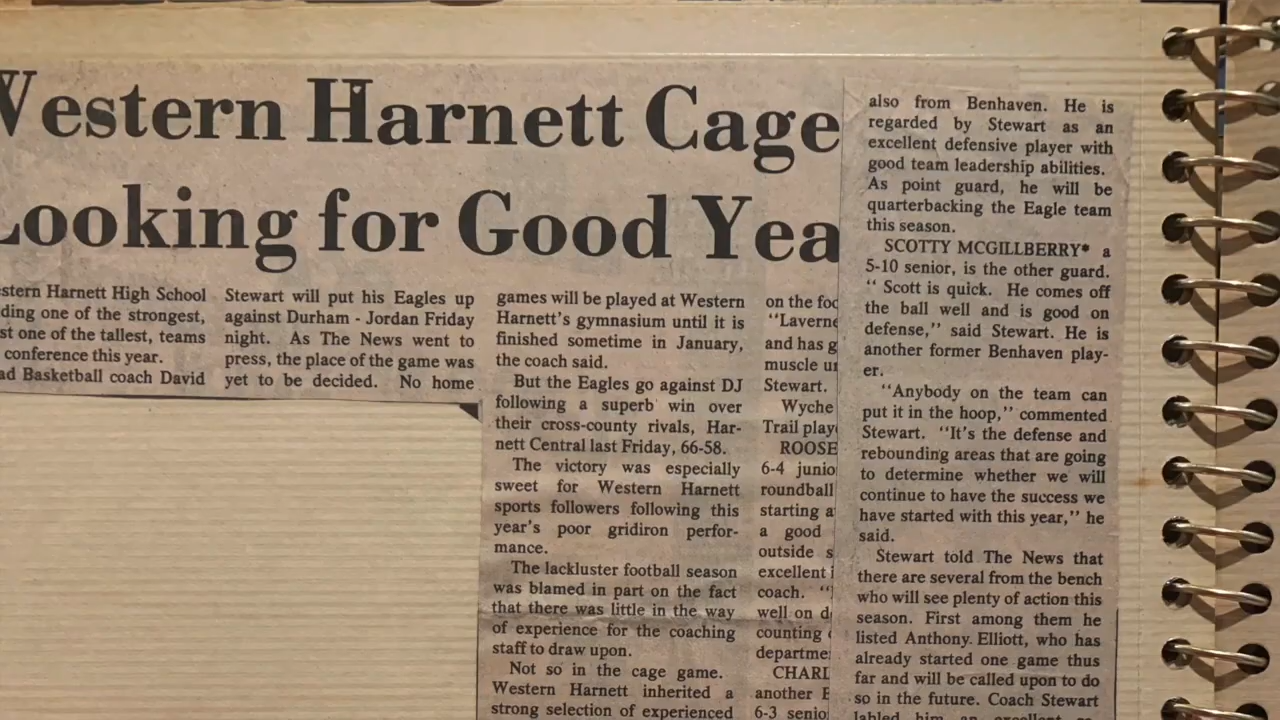 Western Harnett Cage
Looking for Good Yea
stern Harnett High School
ding one of the strongest,
st one of the tallest, teams
conference this year.
ad Basketball coach David
Stewart will put his Eagles up
against Durham - Jordan Friday
night. As The News went to
press, the place of the game was
yet to be decided. No home
games will be played at Western
Harnett's gymnasium until it is
finished sometime in January,
the coach said.
But the Eagles go against DJ
following a superb win over
their cross-county rivals, Har-
nett Central last Friday, 66-58.
The victory was especially
sweet for Western Harnett
sports followers following this
year's poor gridiron perfor-
mance.
The lackluster football season
was blamed in part on the fact
that there was little in the way
of experience for the coaching
staff to draw upon.
Not so in the cage game.
Western Harnett inherited a
strong selection of experienced
on the foo
"Laverne
and has g
muscle un
Stewart.
Wyche
Trail play
ROOSE
6-4 junio
roundball
starting a
a good
outside s
excellent i
coach. "
well on d
counting
departme
CHARL
another B
6-3 senio
also from Benhaven. He is
regarded by Stewart as an
excellent defensive player with
good team leadership abilities.
As point guard, he will be
quarterbacking the Eagle team
this season.
SCOTTY MCGILLBERRY* a
5-10 senior, is the other guard.
" Scott is quick. He comes off
the ball well and is good on
defense," said Stewart. He is
another former Benhaven play-
er.
"Anybody on the team can
put it in the hoop," commented
Stewart. "It's the defense and
rebounding areas that are going
to determine whether we will
continue to have the success we
have started with this year," he
said.
Stewart told The News that
there are several from the bench
who will see plenty of action this
season. First among them he
listed Anthony Elliott, who has
already started one game thus
far and will be called upon to do
so in the future. Coach Stewart
labled him an excellent